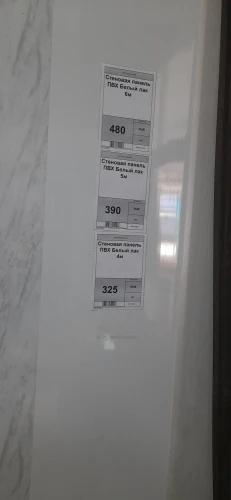 Стеновая панель
ПВХ Белый лак
6м
480
Стеновая панель
ПВХ Белый лак
5м
390
Стеновая панель
ПВХ Белый лак
4м
325